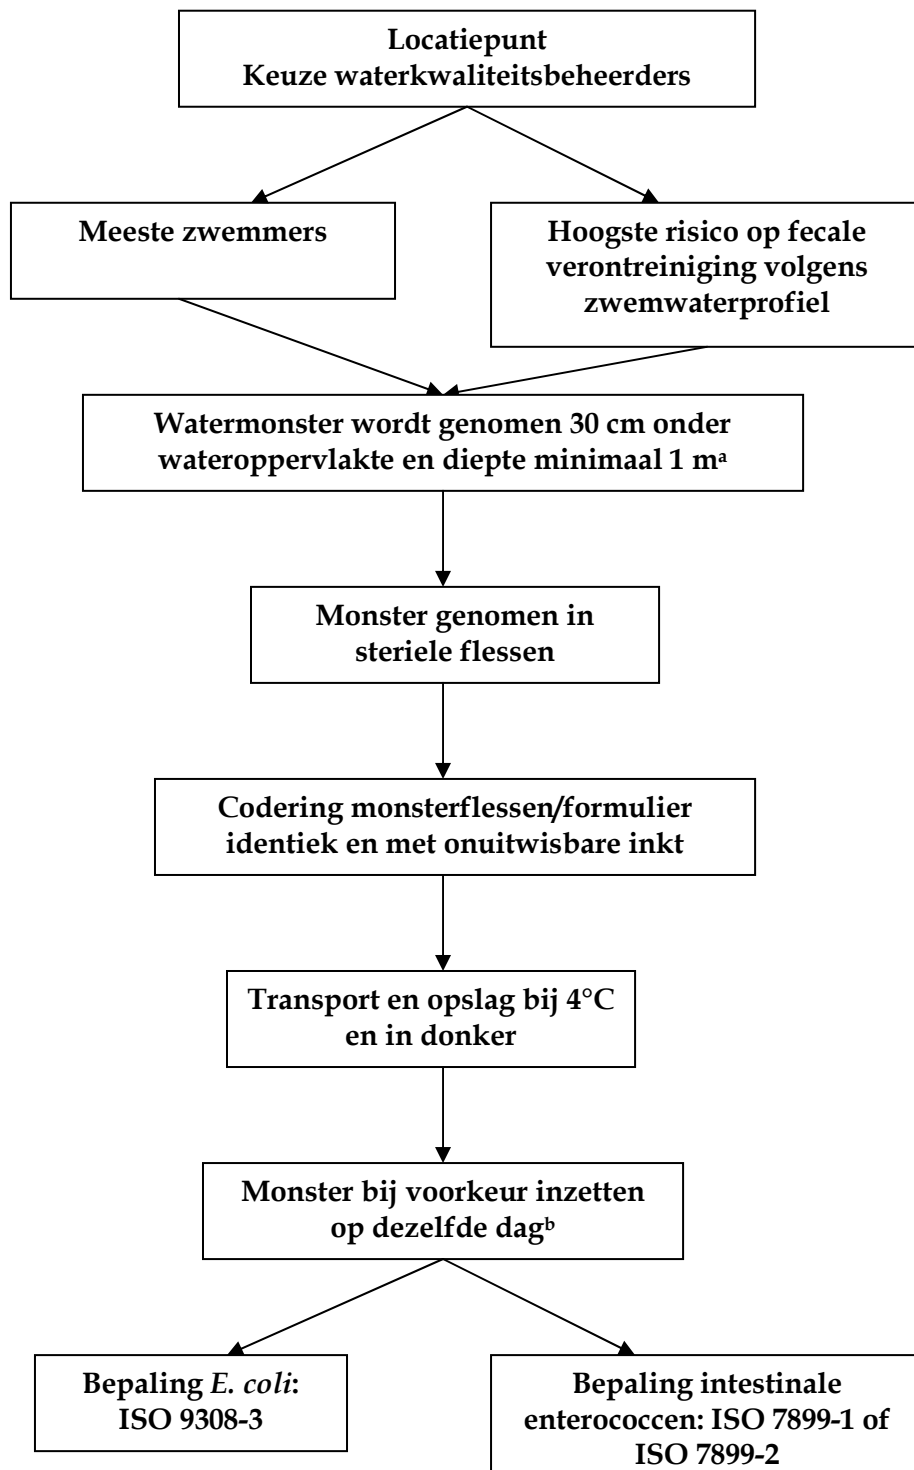 Locatiepunt
Keuze waterkwaliteitsbeheerders
Meeste zwemmers
Hoogste risico op fecale
verontreiniging volgens
zwemwaterprofiel
Watermonster wordt genomen 30 cm onder
wateroppervlakte en diepte minimaal 1 mᵃ
Monster genomen in
steriele flessen
Codering monsterflessen/formulier
identiek en met onuitwisbare inkt
Transport en opslag bij 4°C
en in donker
Monster bij voorkeur inzetten
op dezelfde dagᵇ
Bepaling E. coli:
ISO 9308-3
Bepaling intestinale
enterococcen: ISO 7899-1 of
ISO 7899-2